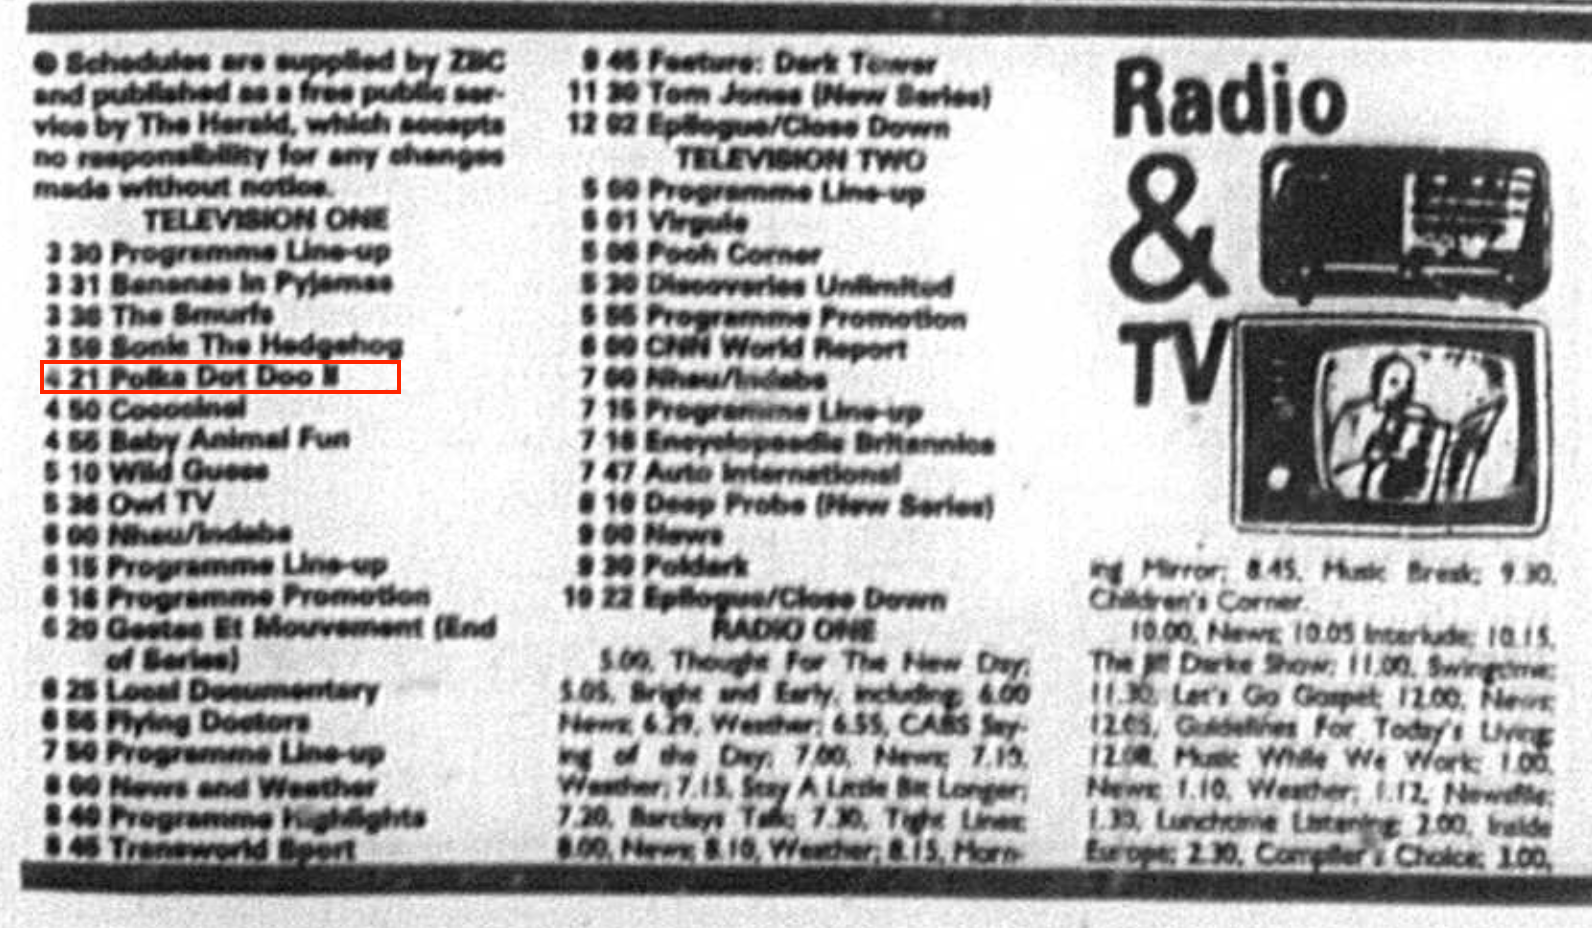 Schedules are supplied by ZBC
and published as a free public ser-
vice by The Herald, which accepts
no responsibility for any changes
made without notice.
TELEVISION ONE
3 30 Programme Line-up
3 31 Bananas in Pyjamas
3 36 The Smurfs
3 59 Sonic The Hedgehog
4 21 Polka Dot Doo II
4 50 Coccinel
4 56 Baby Animal Fun
5 10 Wild Guess
5 36 Owl TV
6 00 Nhau/Indaba
6 15 Programme Line-up
6 16 Programme Promotion
6 20 Gestes Et Mouvement (End
of Series)
6 25 Local Documentary
6 56 Flying Doctors
7 50 Programme Line-up
8 00 News and Weather
8 40 Programme Highlights
8 45 Transworld Sport
9 46 Feature: Dark Tower
11 30 Tom Jones (New Series)
12 02 Epilogue/Close Down
TELEVISION TWO
5 00 Programme Line-up
5 01 Virgule
5 06 Pooh Corner
5 30 Discoveries Unlimited
5 55 Programme Promotion
6 00 CNN World Report
7 00 Nhau/Indaba
7 15 Programme Line-up
7 16 Encyclopaedia Britannica
7 47 Auto International
8 10 Deep Probe (New Series)
9 00 News
9 30 Poldark
10 22 Epilogue/Close Down
RADIO ONE
5.00, Thought For The New Day;
5.05, Bright and Early, including; 6.00
News; 6.29, Weather; 6.55, CABS Say-
ing of the Day; 7.00, News; 7.13,
Weather; 7.15, Stay A Little Bit Longer;
7.20, Barclays Talk; 7.30, Tight Lines;
8.00, News; 8.10, Weather; 8.15, Morn-
Radio
&
TV
ing Mirror; 8.45, Music Break; 9.30,
Children's Corner.
10.00, News; 10.05 Interlude; 10.15,
The Jill Darke Show; 11.00, Swingtime;
11.30, Let's Go Gospel; 12.00, News;
12.05, Guidelines For Today's Living;
12.08, Music While We Work; 1.00,
News; 1.10, Weather; 1.12, Newsfile;
1.30, Lunchtime Listening; 2.00, Inside
Europe; 2.30, Compiler's Choice; 3.00,